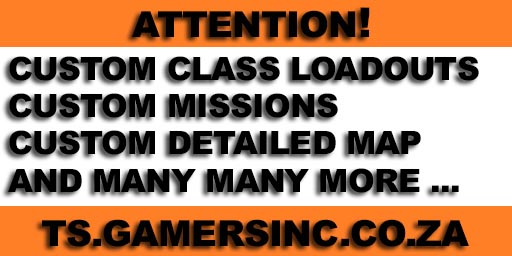 ATTENTION!
CUSTOM CLASS LOADOUTS
CUSTOM MISSIONS
CUSTOM DETAILED MAP
AND MANY MANY MORE ...
TS.GAMERSINC.CO.ZA